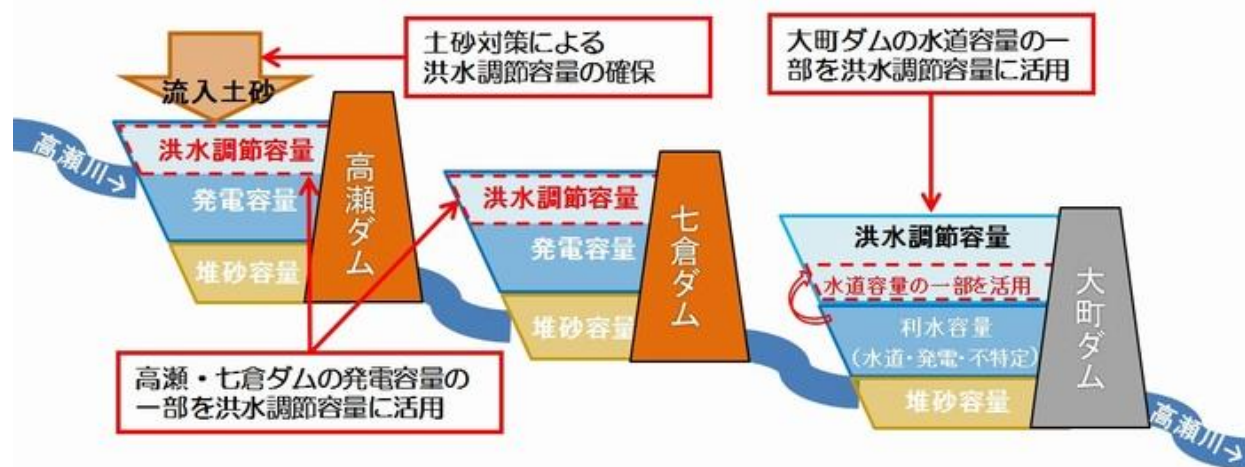 土砂対策による
洪水調節容量の確保
大町ダムの水道容量の一
部を洪水調節容量に活用
流入土砂
高瀬川→
洪水調節容量
発電容量
堆砂容量
高瀬ダム
洪水調節容量
発電容量
堆砂容量
七倉ダム
洪水調節容量
水道容量の一部を活用
利水容量
(水道・発電・不特定)
堆砂容量
大町ダム
高瀬・七倉ダムの発電容量の
一部を洪水調節容量に活用
高瀬川→